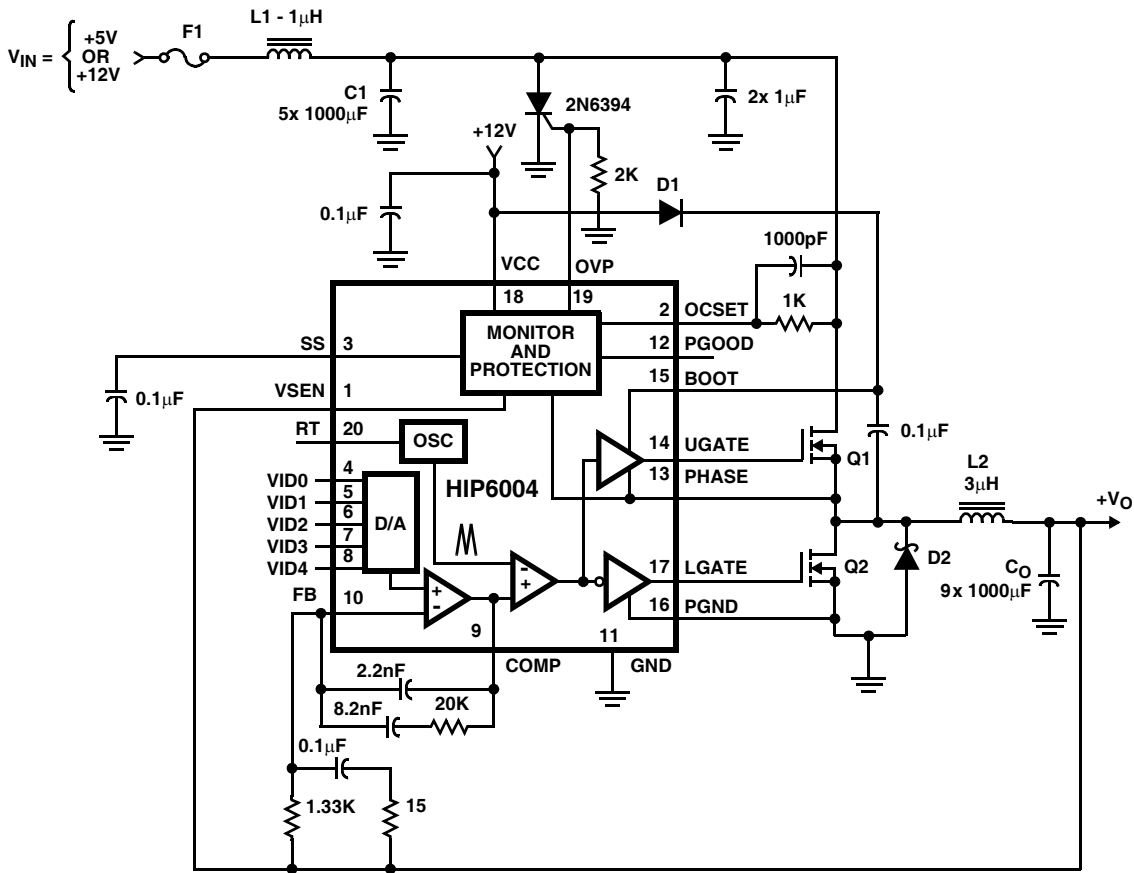 L1 - 1μH
F1
VIN =
+5V
OR
+12V
C1
5x 1000μF
2N6394
2x 1μF
+12V
2K
D1
0.1μF
1000pF
VCC
OVP
18
19
1K
2
OCSET
MONITOR
AND
PROTECTION
12
PGOOD
SS
3
15
BOOT
0.1μF
VSEN
1
RT
20
OSC
14
UGATE
0.1μF
Q1
13
PHASE
L2
3μH
+VO
HIP6004
VID0
4
VID1
5
VID2
6
VID3
7
VID4
8
D/A
+
-
-
+
17
LGATE
Q2
D2
CO
9x 1000μF
FB
10
16
PGND
9
11
COMP
GND
2.2nF
8.2nF
20K
0.1μF
1.33K
15